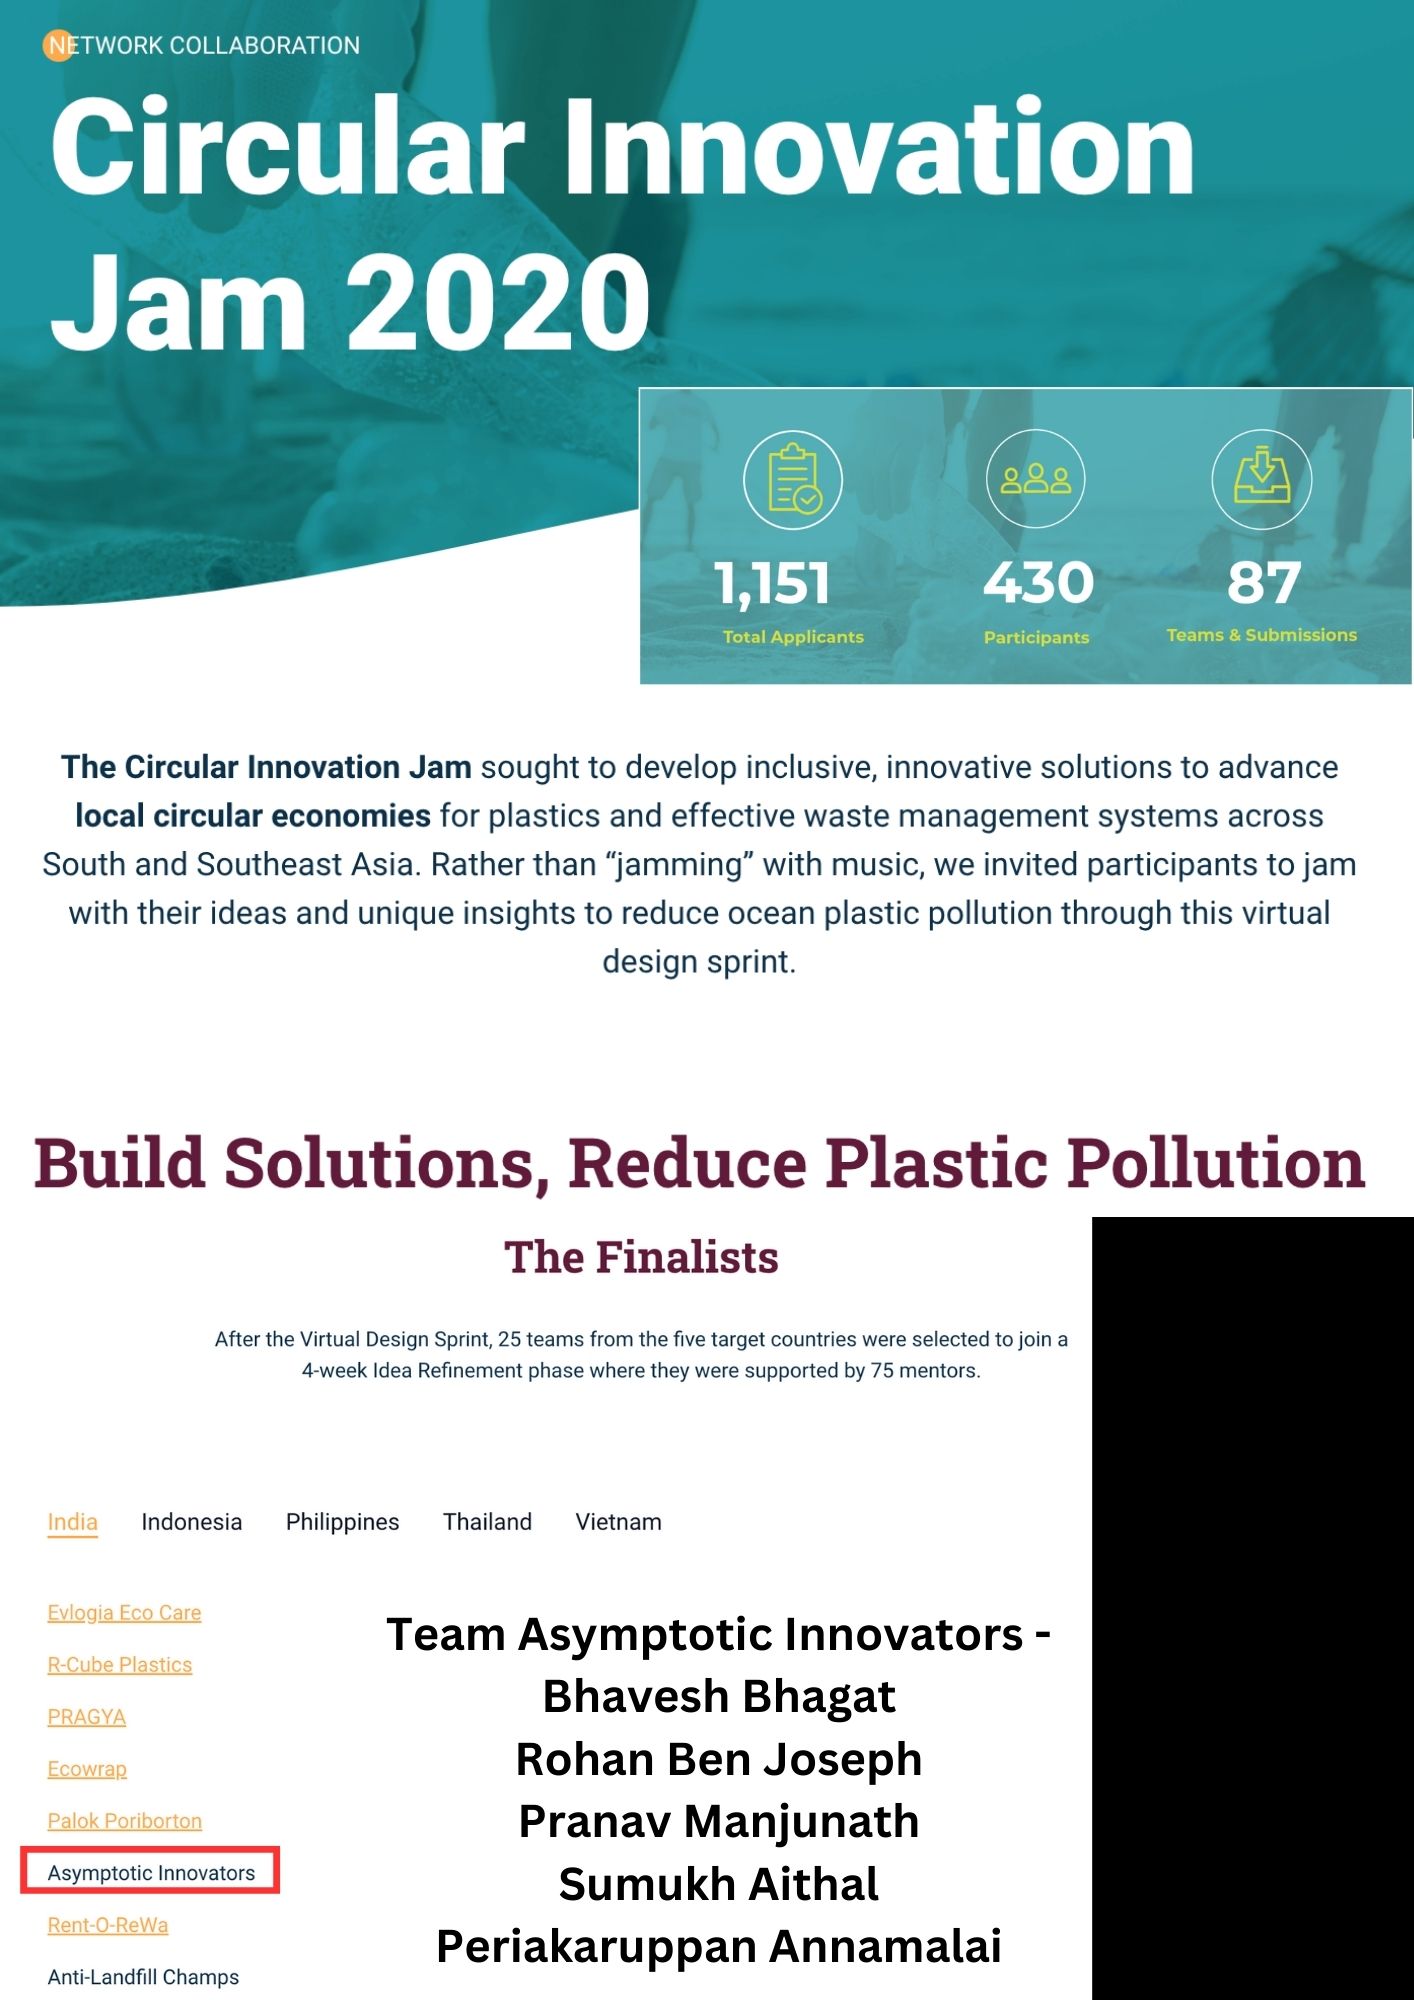 NETWORK COLLABORATION
Circular Innovation
Jam 2020
1,151
Total Applicants
430
Participants
87
Teams & Submissions
The Circular Innovation Jam sought to develop inclusive, innovative solutions to advance
local circular economies for plastics and effective waste management systems across
South and Southeast Asia. Rather than “jamming” with music, we invited participants to jam
with their ideas and unique insights to reduce ocean plastic pollution through this virtual
design sprint.
Build Solutions, Reduce Plastic Pollution
The Finalists
After the Virtual Design Sprint, 25 teams from the five target countries were selected to join a
4-week Idea Refinement phase where they were supported by 75 mentors.
India Indonesia Philippines Thailand Vietnam
Evlogia Eco Care
R-Cube Plastics
PRAGYA
Ecowrap
Palok Poriborton
Asymptotic Innovators
Rent-O-ReWa
Anti-Landfill Champs
Team Asymptotic Innovators -
Bhavesh Bhagat
Rohan Ben Joseph
Pranav Manjunath
Sumukh Aithal
Periakaruppan Annamalai